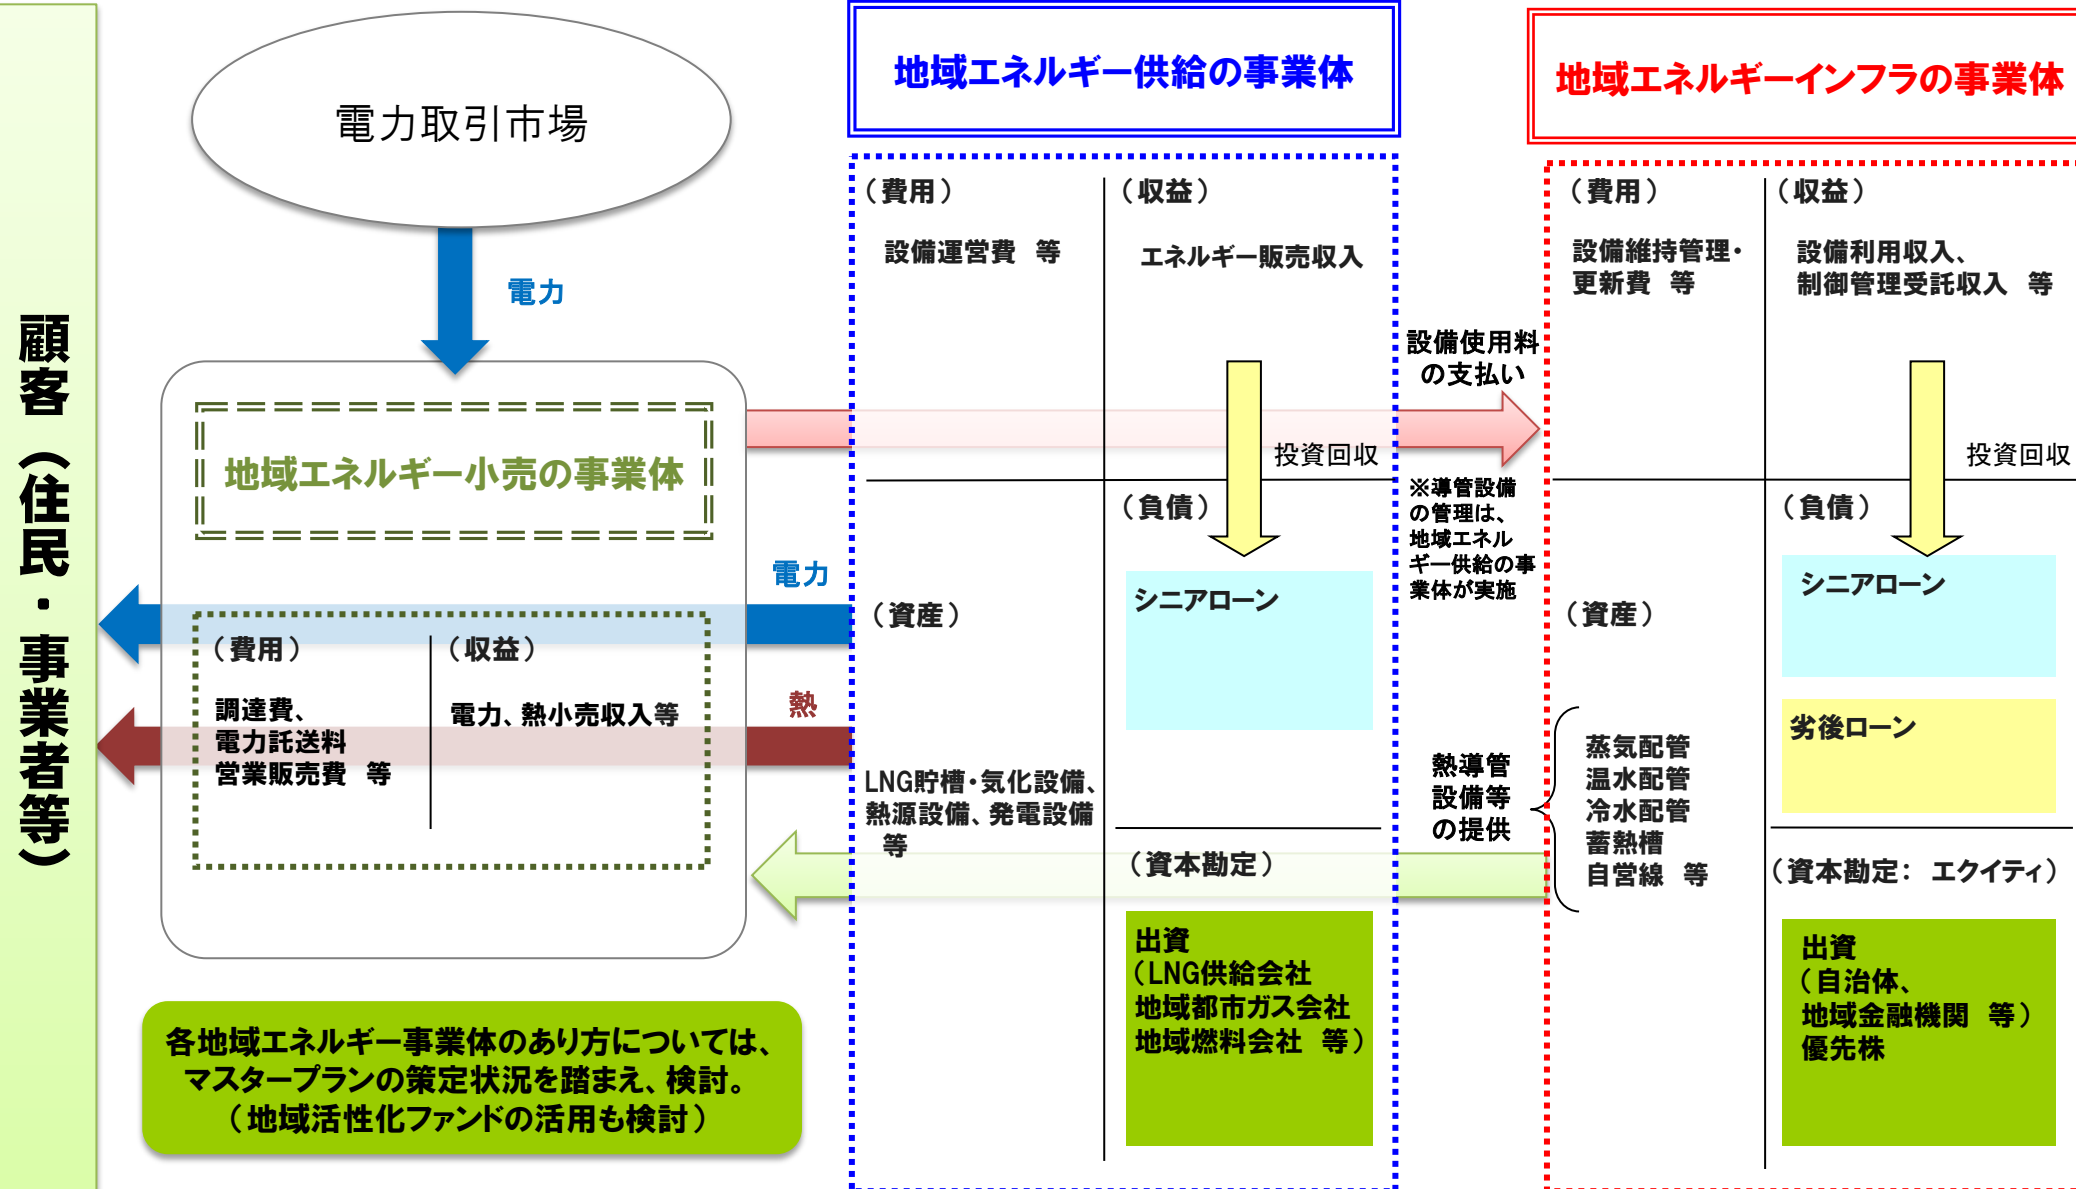 顧客（住民・事業者等）
電力取引市場
電力
地域エネルギー小売の事業体
電力
（費用）
調達費、
電力託送料
営業販売費　等
（収益）
電力、熱小売収入等
熱
各地域エネルギー事業体のあり方については、
マスタープランの策定状況を踏まえ、検討。
（地域活性化ファンドの活用も検討）
地域エネルギー供給の事業体
（費用）
設備運営費　等
（収益）
エネルギー販売収入
投資回収
（資産）
LNG貯槽・気化設備、
熱源設備、発電設備
等
（負債）
シニアローン
（資本勘定）
出資
（LNG供給会社
地域都市ガス会社
地域燃料会社　等）
設備使用料
の支払い
※導管設備
の管理は、
地域エネル
ギー供給の事
業体が実施
熱導管
設備等
の提供
地域エネルギーインフラの事業体
（費用）
設備維持管理・
更新費　等
（収益）
設備利用収入、
制御管理受託収入　等
投資回収
（資産）
蒸気配管
温水配管
冷水配管
蓄熱槽
自営線　等
（負債）
シニアローン
劣後ローン
（資本勘定：　エクイティ）
出資
（自治体、
地域金融機関　等）
優先株